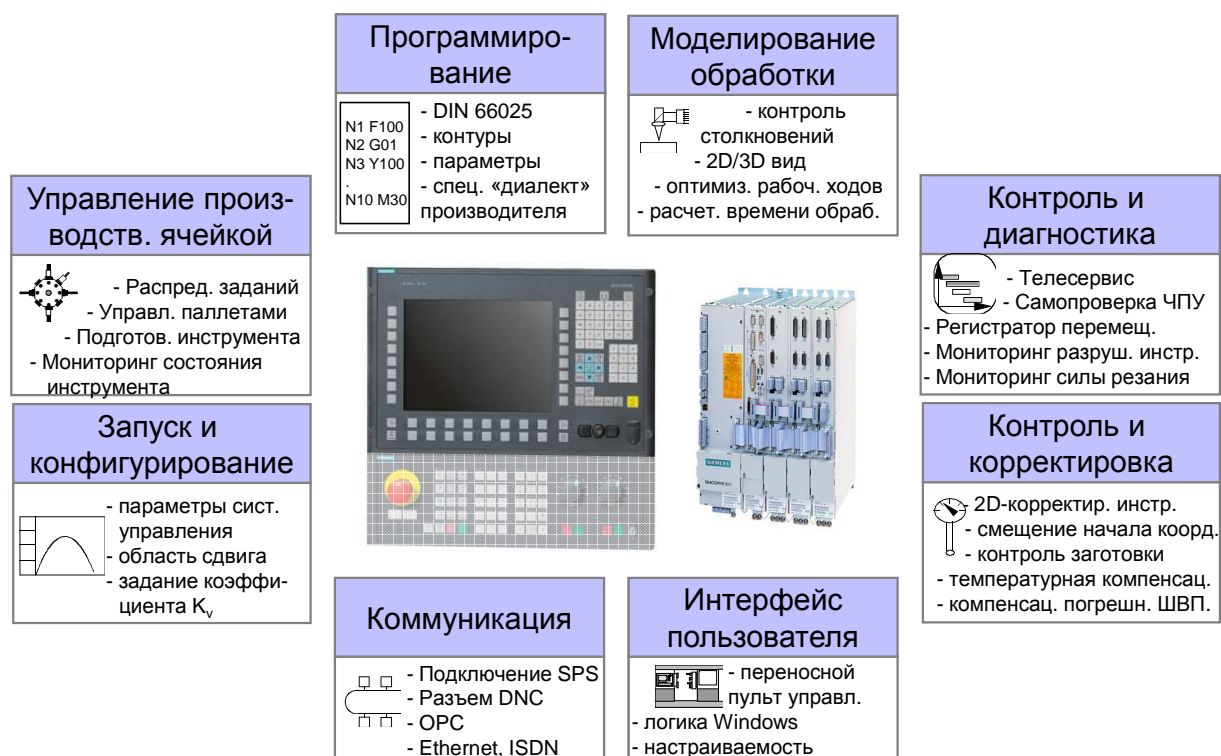 Программиро-
вание
N1 F100
N2 G01
N3 Y100
.
N10 M30
- DIN 66025
- контуры
- параметры
- спец. «диалект»
производителя
Моделирование
обработки
- контроль
столкновений
- 2D/3D вид
- оптимиз. рабоч. ходов
- расчет. времени обраб.
Управление произ-
водств. ячейкой
- Распред. заданий
- Управл. паллетами
- Подготов. инструмента
- Мониторинг состояния
инструмента
Контроль и
диагностика
- Телесервис
- Самопроверка ЧПУ
- Регистратор перемещ.
- Мониторинг разруш. инстр.
- Мониторинг силы резания
Запуск и
конфигурирование
- параметры сист.
управления
- область сдвига
- задание коэффи-
циента Kv
SIEMENS
Контроль и
корректировка
- 2D-корректир. инстр.
- смещение начала коорд.
- контроль заготовки
- температурная компенсац.
- компенсац. погрешн. ШВП.
Коммуникация
- Подключение SPS
- Разъем DNC
- OPC
- Ethernet, ISDN
Интерфейс
пользователя
- переносной
пульт управл.
- логика Windows
- настраиваемость